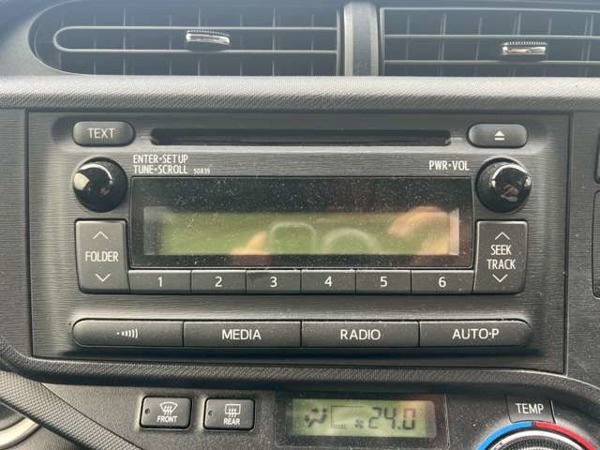 TEXT
ENTER•SETUP
TUNE•SCROLL 50839
PWR•VOL
FOLDER
SEEK
TRACK
1 2 3 4 5 6
MEDIA RADIO AUTO•P
FRONT REAR 24.0 TEMP